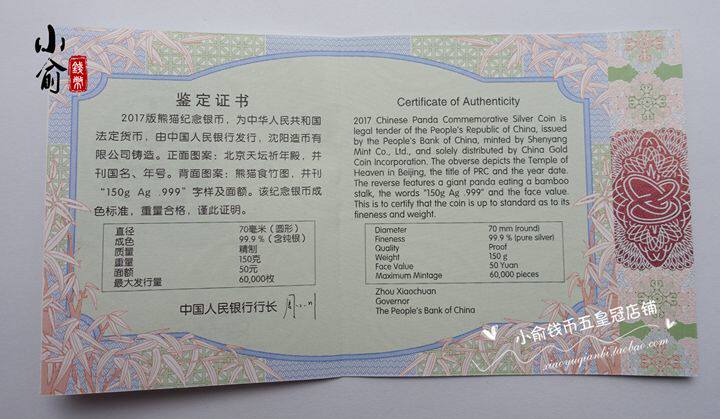 小俞
錢幣
鉴定证书
2017版熊猫纪念银币，为中华人民共和国
法定货币，由中国人民银行发行，沈阳造币有
限公司铸造。正面图案：北京天坛祈年殿，并
刊国名、年号。背面图案：熊猫食竹图，并刊
“150g Ag .999”字样及面额。该纪念银币成
色标准，重量合格，谨此证明。
直径 70毫米（圆形）
成色 99.9％（含纯银）
质量 精制
重量 150克
面额 50元
最大发行量 60,000枚
中国人民银行行长
Certificate of Authenticity
2017 Chinese Panda Commemorative Silver Coin is
legal tender of the People's Republic of China, issued
by the People's Bank of China, minted by Shenyang
Mint Co., Ltd., and solely distributed by China Gold
Coin Incorporation. The obverse depicts the Temple of
Heaven in Beijing, the title of PRC and the year date.
The reverse features a giant panda eating a bamboo
stalk, the words “150g Ag .999” and the face value.
This is to certify that the coin is up to standard as to its
fineness and weight.
Diameter 70 mm (round)
Fineness 99.9 % (pure silver)
Quality Proof
Weight 150 g
Face Value 50 Yuan
Maximum Mintage 60,000 pieces
Zhou Xiaochuan
Governor
The People's Bank of China
小俞钱币五皇冠店铺
xiaoyuqianbi.taobao.com